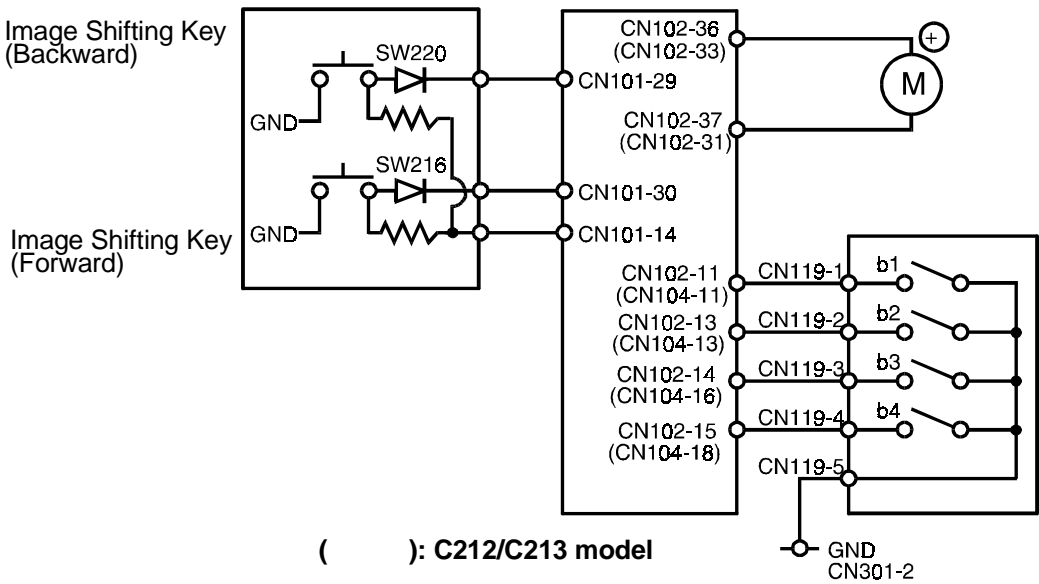 Image Shifting Key
(Backward)
SW220
GND
SW216
GND
Image Shifting Key
(Forward)
CN101-29
CN101-30
CN101-14
CN102-36
(CN102-33)
CN102-37
(CN102-31)
+
M
CN102-11
(CN104-11)
CN102-13
(CN104-13)
CN102-14
(CN104-16)
CN102-15
(CN104-18)
CN119-1
CN119-2
CN119-3
CN119-4
CN119-5
b1
b2
b3
b4
GND
CN301-2
( ): C212/C213 model